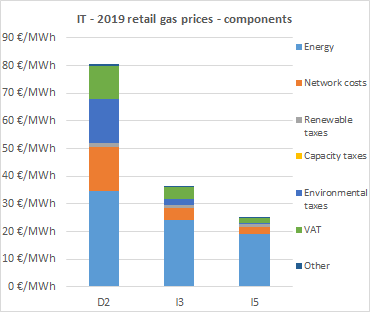 IT - 2019 retail gas prices - components
90 €/MWh
80 €/MWh
70 €/MWh
60 €/MWh
50 €/MWh
40 €/MWh
30 €/MWh
20 €/MWh
10 €/MWh
0 €/MWh
D2
I3
I5
Energy
Network costs
Renewable
taxes
Capacity taxes
Environmental
taxes
VAT
Other